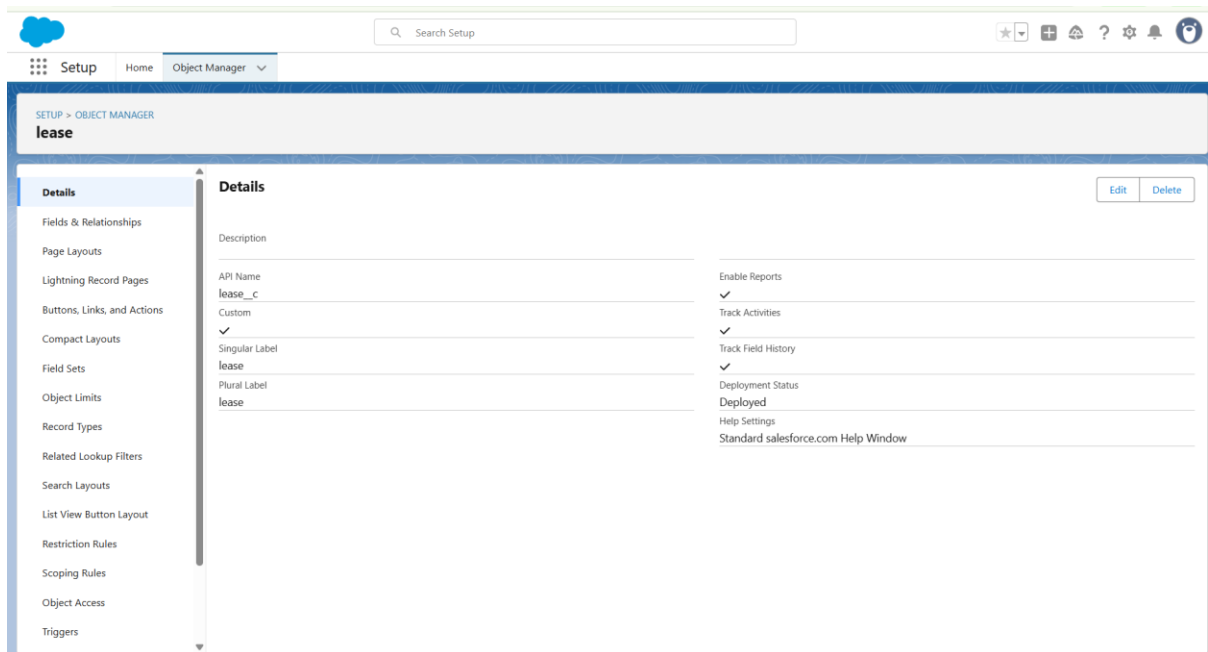 Search Setup
Setup
Home
Object Manager
SETUP > OBJECT MANAGER
lease
Details
Fields & Relationships
Page Layouts
Lightning Record Pages
Buttons, Links, and Actions
Compact Layouts
Field Sets
Object Limits
Record Types
Related Lookup Filters
Search Layouts
List View Button Layout
Restriction Rules
Scoping Rules
Object Access
Triggers
Details
Edit
Delete
Description
API Name
lease__c
Custom
Singular Label
lease
Plural Label
lease
Enable Reports
Track Activities
Track Field History
Deployment Status
Deployed
Help Settings
Standard salesforce.com Help Window